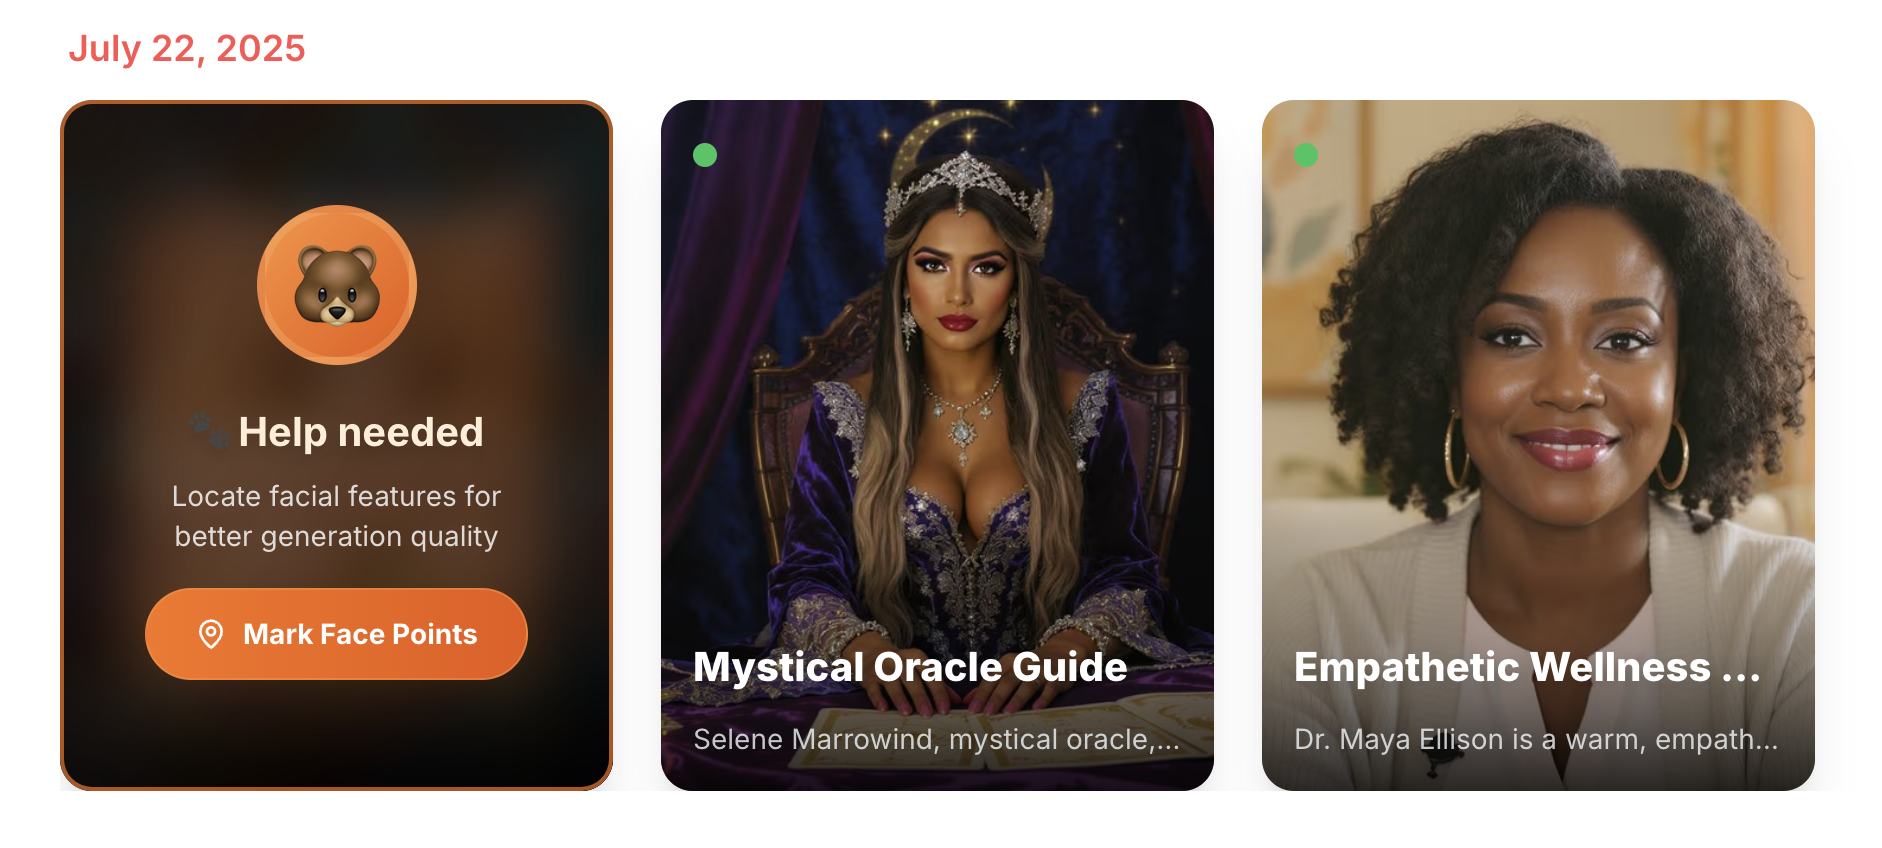 July 22, 2025
Help needed
Locate facial features for
better generation quality
Mark Face Points
Mystical Oracle Guide
Selene Marrowind, mystical oracle,...
Empathetic Wellness ...
Dr. Maya Ellison is a warm, empath...